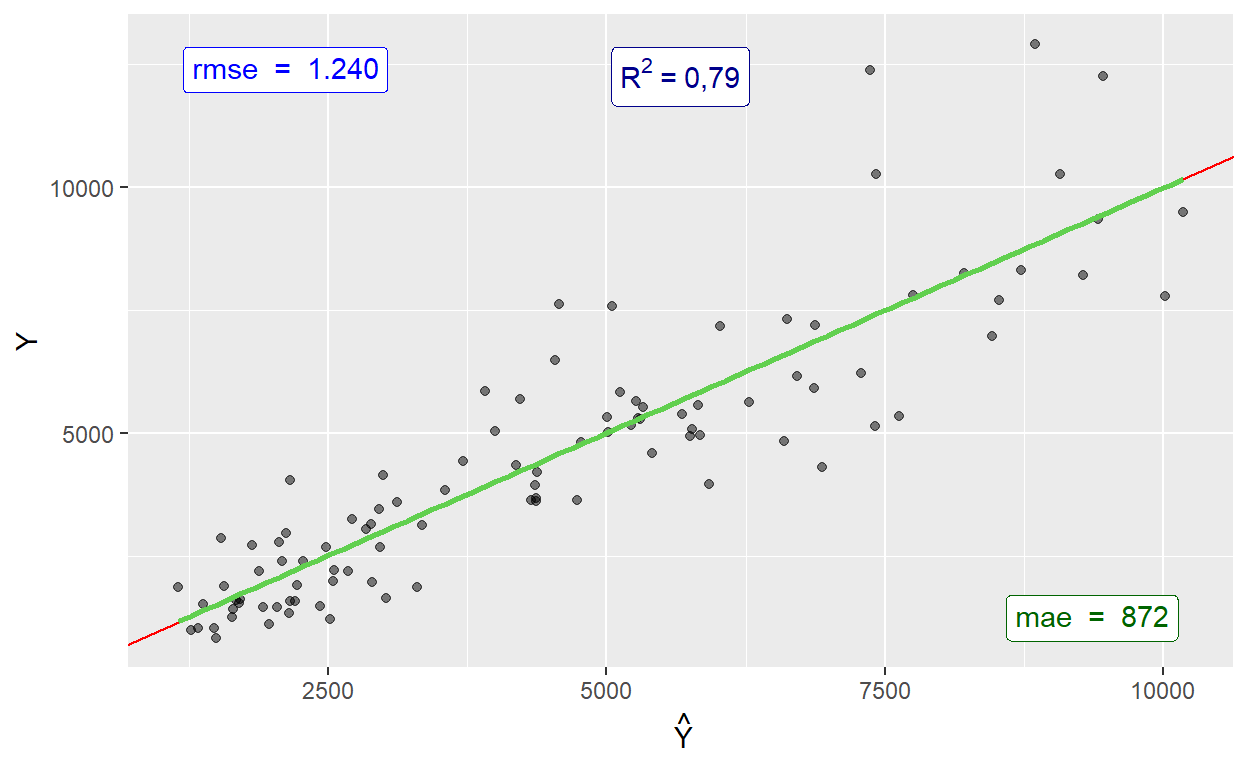 rmse = 1.240
R² = 0,79
10000
Y
5000
mae = 872
2500 5000 7500 10000
Ŷ